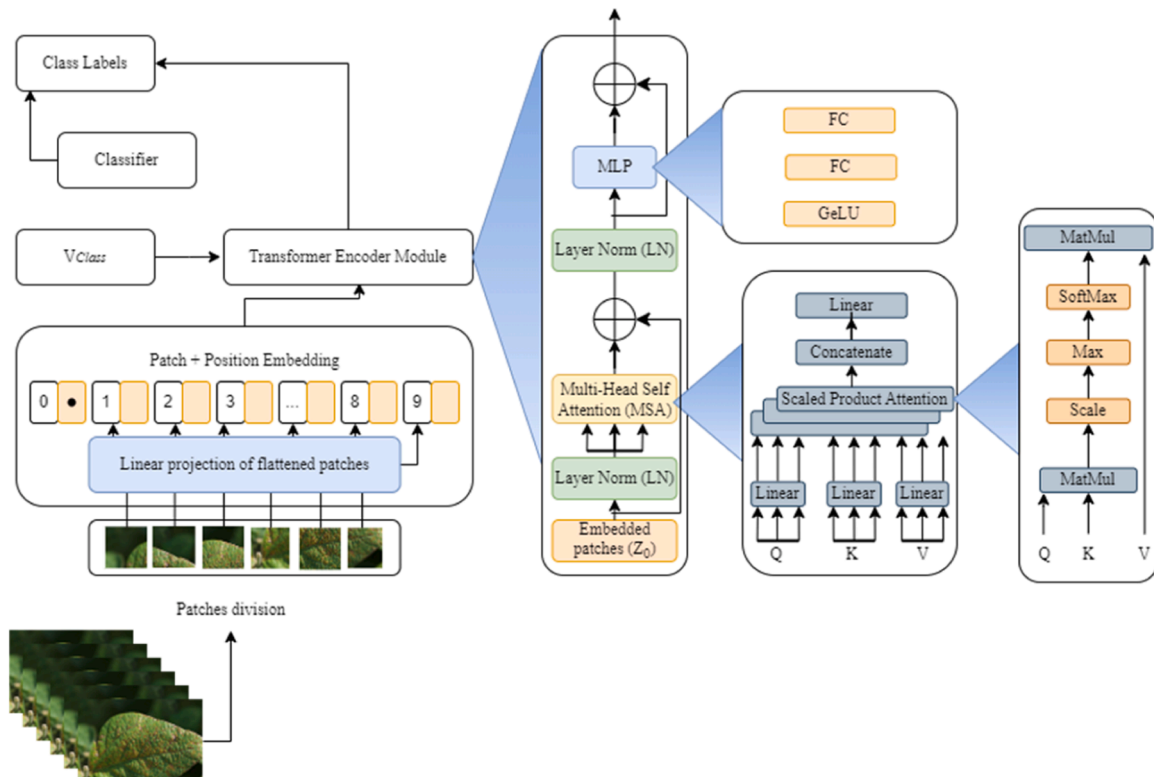 Class Labels
Classifier
VClass
Transformer Encoder Module
Patch + Position Embedding
0 • 1 2 3 ... 8 9
Linear projection of flattened patches
Patches division
MLP
Layer Norm (LN)
Multi-Head Self
Attention (MSA)
Layer Norm (LN)
Embedded
patches (Z0)
FC
FC
GeLU
Linear
Concatenate
Scaled Product Attention
Linear Linear Linear
Q K V
MatMul
SoftMax
Max
Scale
MatMul
Q K V